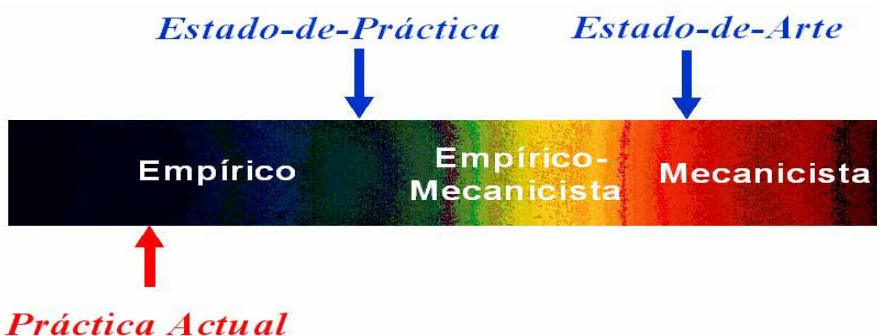 Estado-de-Práctica
Estado-de-Arte
Empírico
Empírico-
Mecanicista
Mecanicista
Práctica Actual